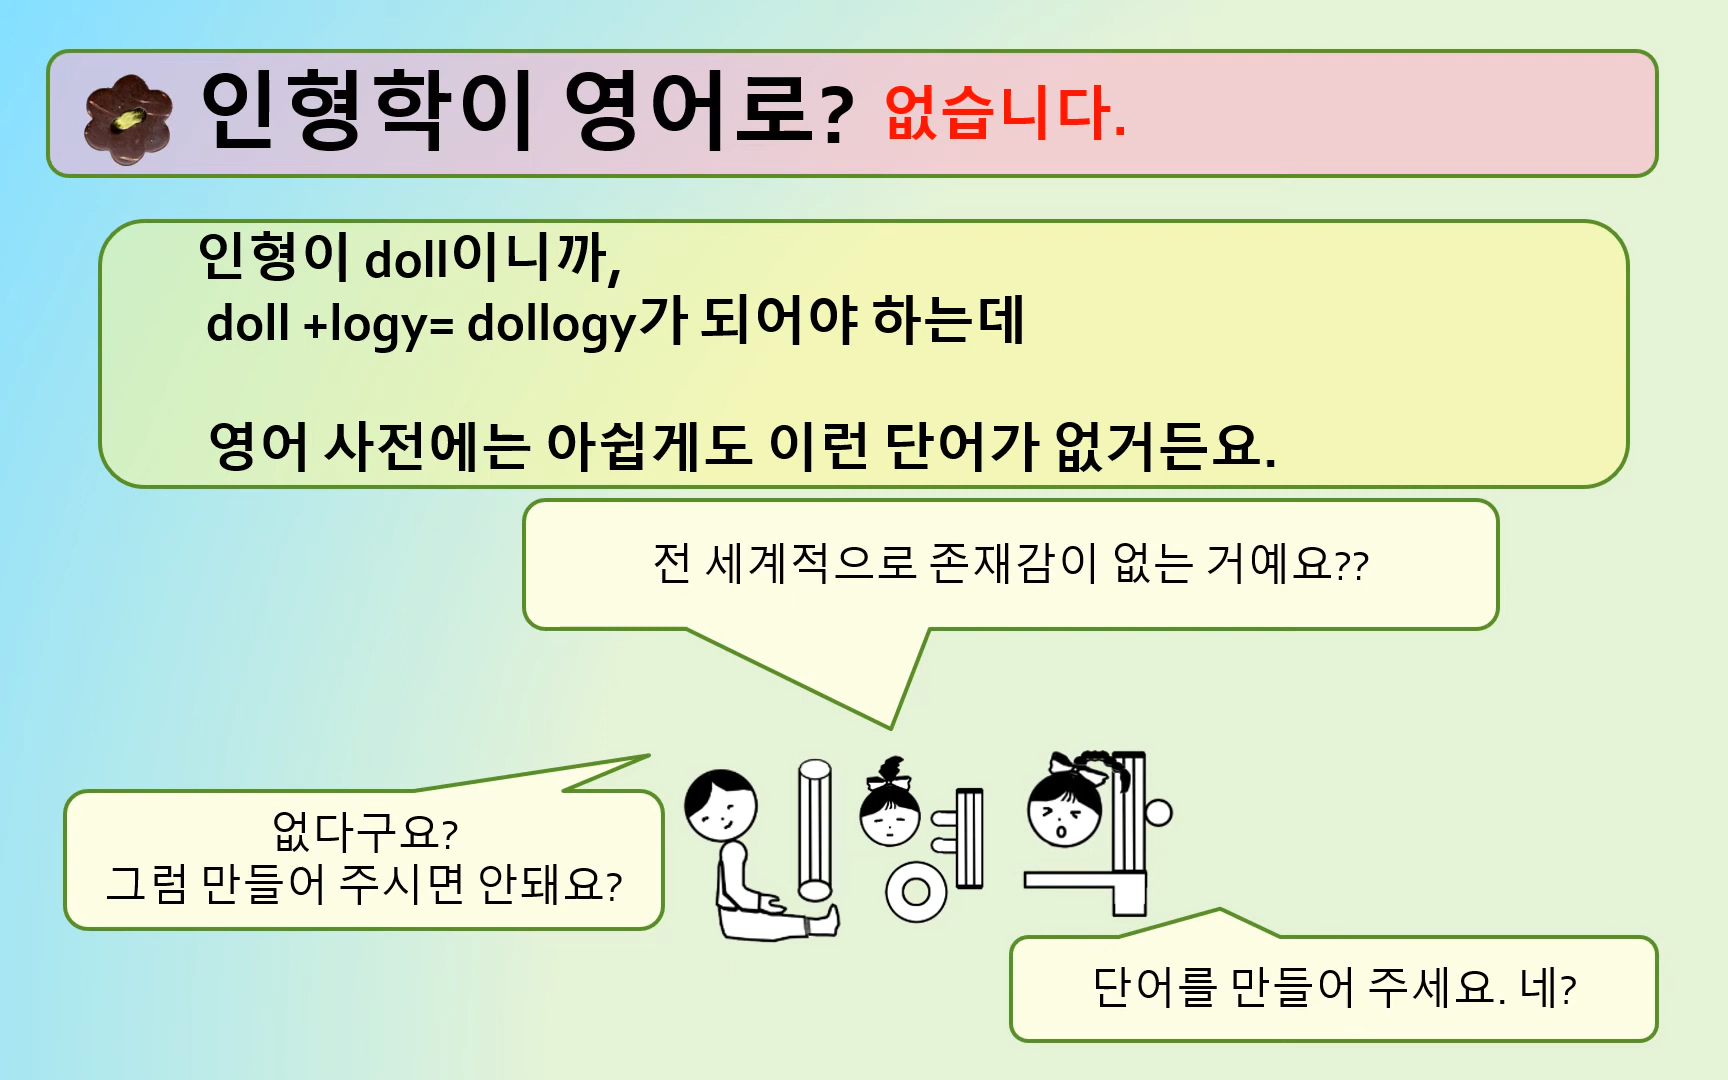 인형학이 영어로? 없습니다.
인형이 doll이니까,
doll +logy= dollogy가 되어야 하는데
영어 사전에는 아쉽게도 이런 단어가 없거든요.
전 세계적으로 존재감이 없는 거예요??
없다구요?
그럼 만들어 주시면 안돼요?
인형학
단어를 만들어 주세요. 네?